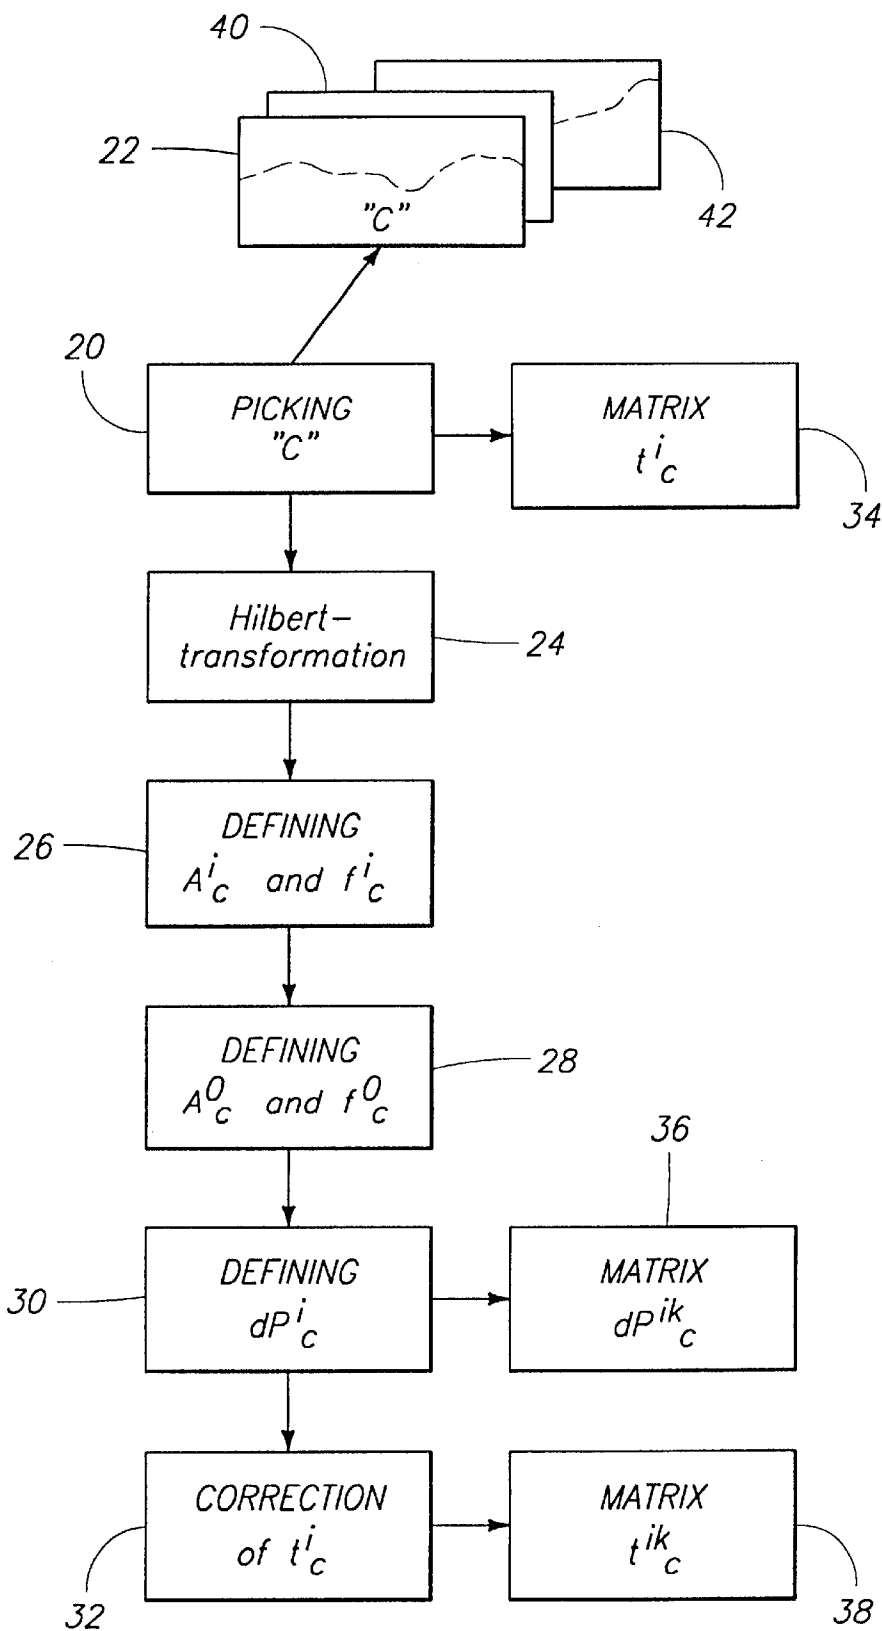 40
22
"C"
42
20
PICKING
"C"
MATRIX
t^i_c
34
Hilbert–
transformation
24
26
DEFINING
A^i_c and f^i_c
DEFINING
A^0_c and f^0_c
28
36
30
DEFINING
dP^i_c
MATRIX
dP^ik_c
CORRECTION
of t^i_c
MATRIX
t^ik_c
32
38